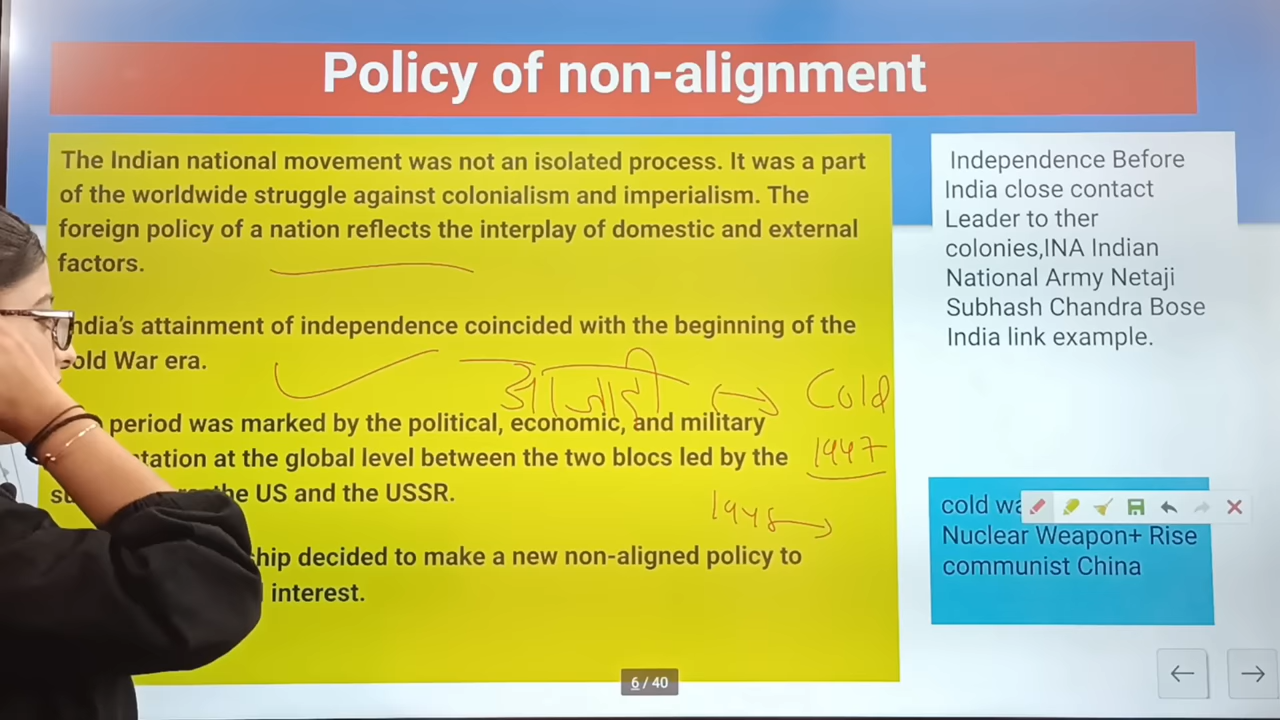 Policy of non-alignment
The Indian national movement was not an isolated process. It was a part
of the worldwide struggle against colonialism and imperialism. The
foreign policy of a nation reflects the interplay of domestic and external
factors.
ndia's attainment of independence coincided with the beginning of the
old War era.
आजादी ↔ Cold
period was marked by the political, economic, and military
1947
tation at the global level between the two blocs led by the
the US and the USSR.
hip decided to make a new non-aligned policy to
interest.
Independence Before
India close contact
Leader to ther
colonies,INA Indian
National Army Netaji
Subhash Chandra Bose
India link example.
cold wa
Nuclear Weapon+ Rise
communist China
6 / 40